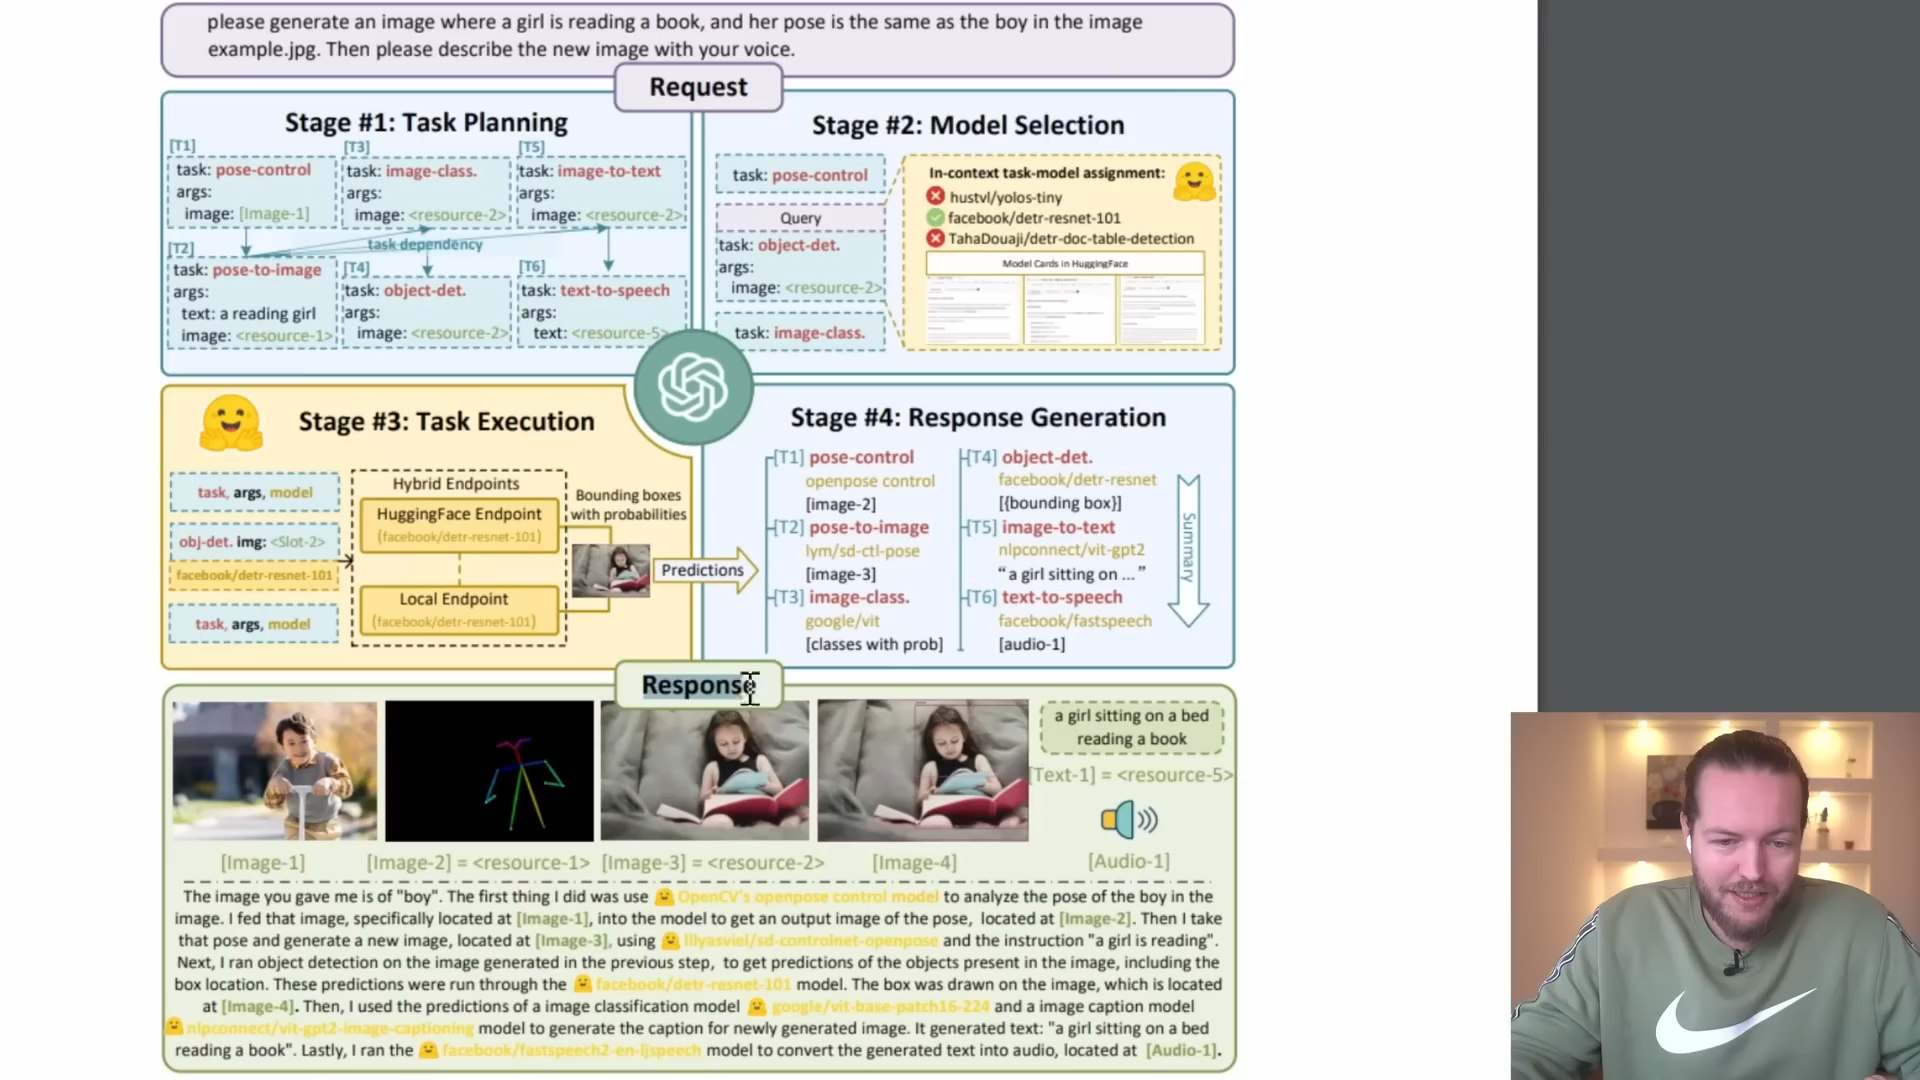 please generate an image where a girl is reading a book, and her pose is the same as the boy in the image
example.jpg. Then please describe the new image with your voice.
Request
Stage #1: Task Planning
[T1]
task: pose-control
args:
image: [Image-1]
[T3]
task: image-class.
args:
image: <resource-2>
[T5]
task: image-to-text
args:
image: <resource-2>
task dependency
[T2]
task: pose-to-image
args:
text: a reading girl
image: <resource-1>
[T4]
task: object-det.
args:
image: <resource-2>
[T6]
task: text-to-speech
args:
text: <resource-5>
Stage #2: Model Selection
task: pose-control
Query
task: object-det.
args:
image: <resource-2>
task: image-class.
In-context task-model assignment:
hustvl/yolos-tiny
facebook/detr-resnet-101
TahaDouaji/detr-doc-table-detection
Model Cards in HuggingFace
Stage #3: Task Execution
task, args, model
obj-det. img: <Slot-2>
facebook/detr-resnet-101
task, args, model
Hybrid Endpoints
HuggingFace Endpoint
(facebook/detr-resnet-101)
Local Endpoint
(facebook/detr-resnet-101)
Bounding boxes
with probabilities
Predictions
Stage #4: Response Generation
[T1] pose-control
openpose control
[image-2]
[T2] pose-to-image
lym/sd-ctl-pose
[image-3]
[T3] image-class.
google/vit
[classes with prob]
[T4] object-det.
facebook/detr-resnet
[{bounding box}]
[T5] image-to-text
nlpconnect/vit-gpt2
“a girl sitting on ...”
[T6] text-to-speech
facebook/fastspeech
[audio-1]
Summary
Response
a girl sitting on a bed
reading a book
[Text-1] = <resource-5>
[Image-1]
[Image-2] = <resource-1>
[Image-3] = <resource-2>
[Image-4]
[Audio-1]
The image you gave me is of "boy". The first thing I did was use OpenCV's openpose control model to analyze the pose of the boy in the
image. I fed that image, specifically located at [Image-1], into the model to get an output image of the pose, located at [Image-2]. Then I take
that pose and generate a new image, located at [Image-3], using lllyasviel/sd-controlnet-openpose and the instruction "a girl is reading".
Next, I ran object detection on the image generated in the previous step, to get predictions of the objects present in the image, including the
box location. These predictions were run through the facebook/detr-resnet-101 model. The box was drawn on the image, which is located
at [Image-4]. Then, I used the predictions of a image classification model google/vit-base-patch16-224 and a image caption model
nlpconnect/vit-gpt2-image-captioning model to generate the caption for newly generated image. It generated text: "a girl sitting on a bed
reading a book". Lastly, I ran the facebook/fastspeech2-en-ljspeech model to convert the generated text into audio, located at [Audio-1].